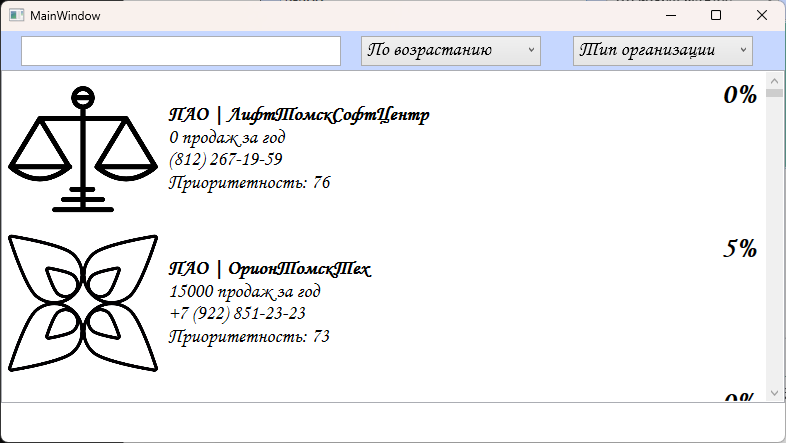 MainWindow
По возрастанию
Тип организации
0%
ПАО | ЛифтТомскСофтЦентр
0 продаж за год
(812) 267-19-59
Приоритетность: 76
5%
ПАО | ОрионТомскТех
15000 продаж за год
+7 (922) 851-23-23
Приоритетность: 73
0%